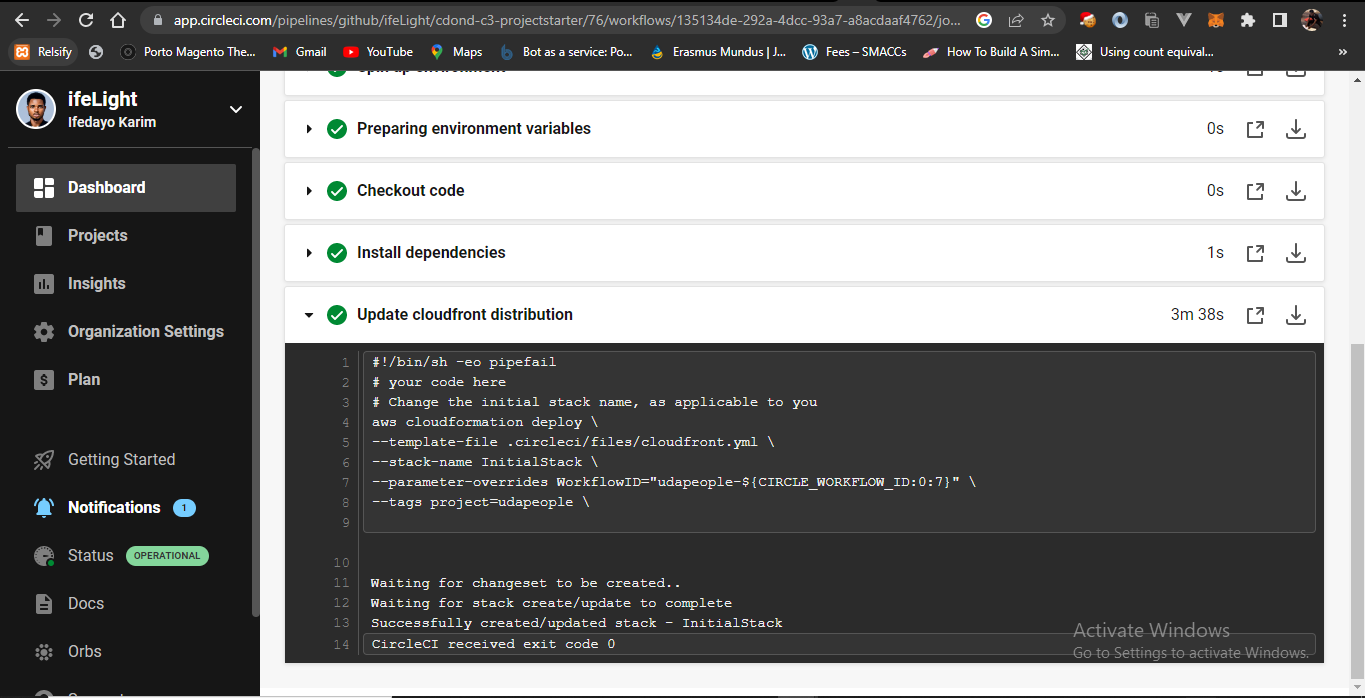 app.circleci.com/pipelines/github/ifeLight/cdond-c3-projectstarter/76/workflows/135134de-292a-4dcc-93a7-a8acdaaf4762/jo...
Relsify
Porto Magento The...
Gmail
YouTube
Maps
Bot as a service: Po...
Erasmus Mundus | J...
Fees – SMACCs
How To Build A Sim...
Using count equival...
»
ifeLight
Ifedayo Karim
Dashboard
Projects
Insights
Organization Settings
Plan
Getting Started
Notifications 1
Status OPERATIONAL
Docs
Orbs
Spin up environment
Preparing environment variables 0s
Checkout code 0s
Install dependencies 1s
Update cloudfront distribution 3m 38s
1 #!/bin/sh -eo pipefail
2 # your code here
3 # Change the initial stack name, as applicable to you
4 aws cloudformation deploy \
5 --template-file .circleci/files/cloudfront.yml \
6 --stack-name InitialStack \
7 --parameter-overrides WorkflowID="udapeople-${CIRCLE_WORKFLOW_ID:0:7}" \
8 --tags project=udapeople \
9
10
11 Waiting for changeset to be created..
12 Waiting for stack create/update to complete
13 Successfully created/updated stack - InitialStack
14 CircleCI received exit code 0
Activate Windows
Go to Settings to activate Windows.